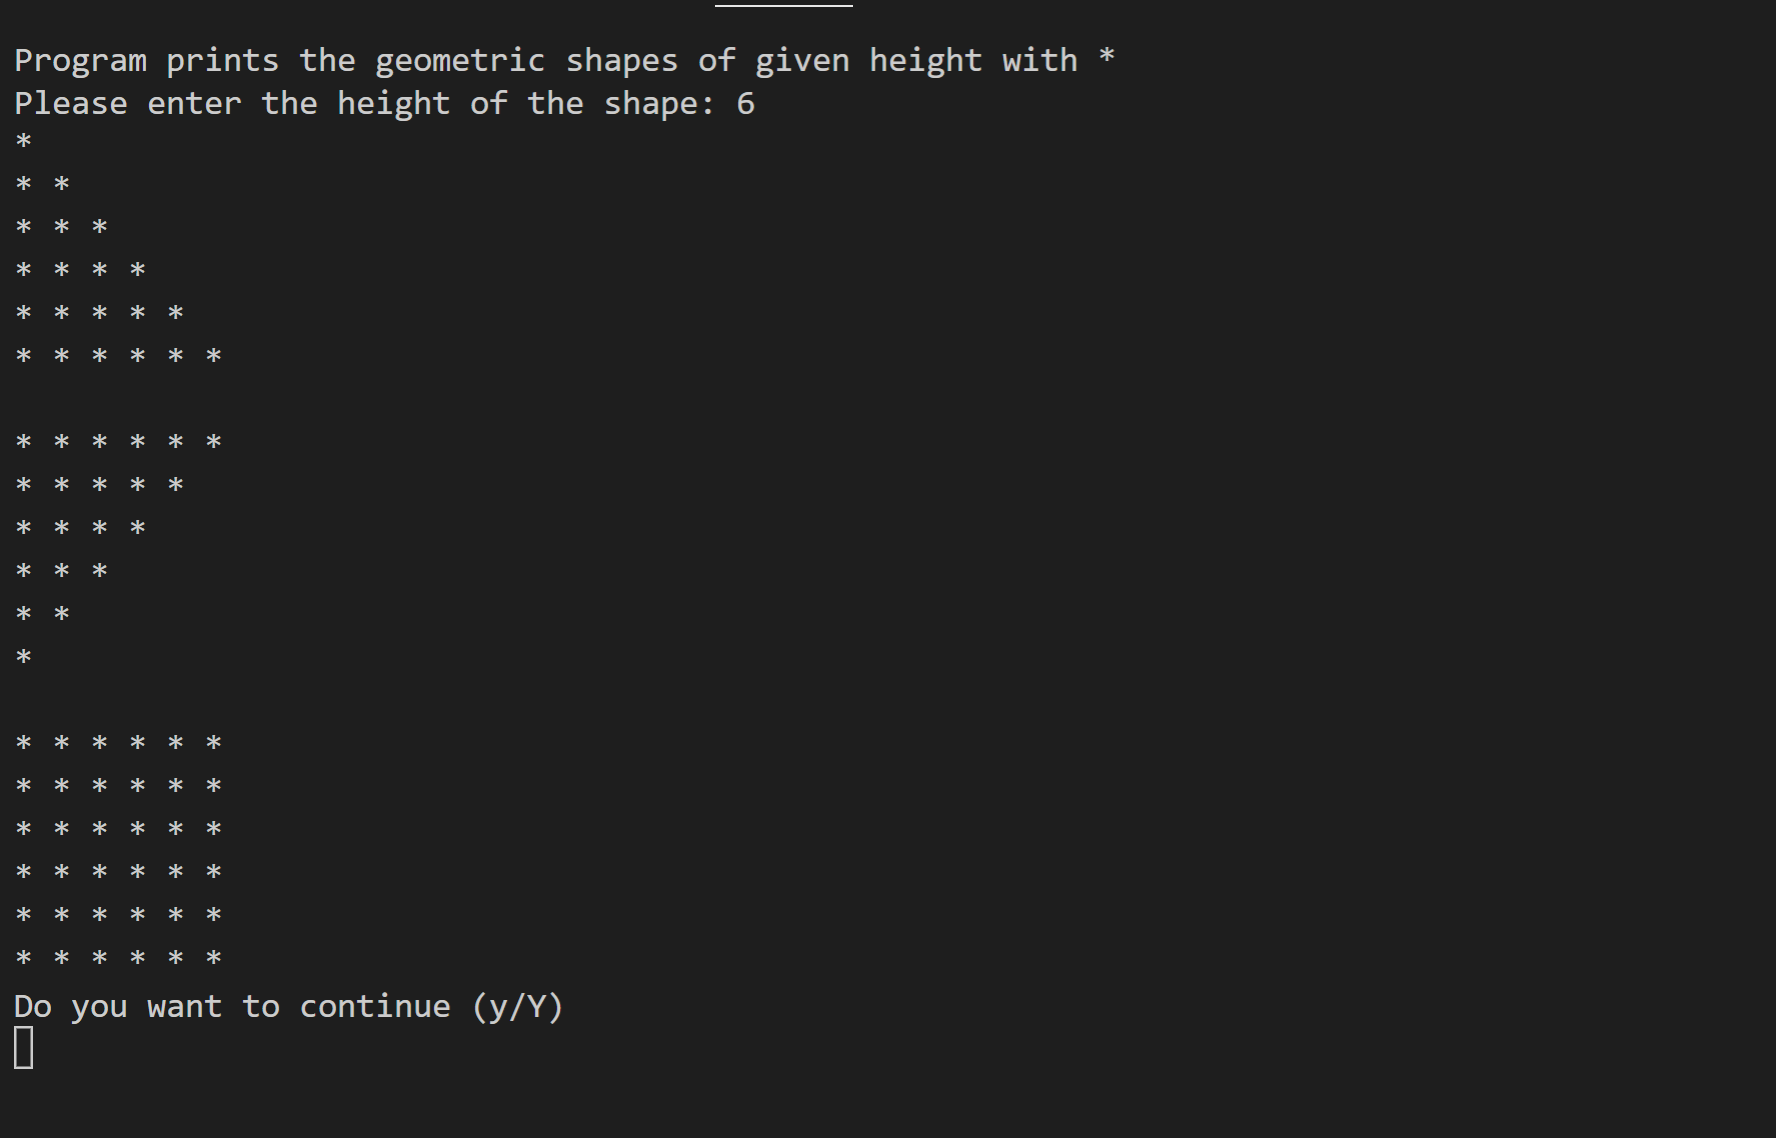 Program prints the geometric shapes of given height with *
Please enter the height of the shape: 6
*
* *
* * *
* * * *
* * * * *
* * * * * *
* * * * * *
* * * * *
* * * *
* * *
* *
*
* * * * * *
* * * * * *
* * * * * *
* * * * * *
* * * * * *
* * * * * *
Do you want to continue (y/Y)